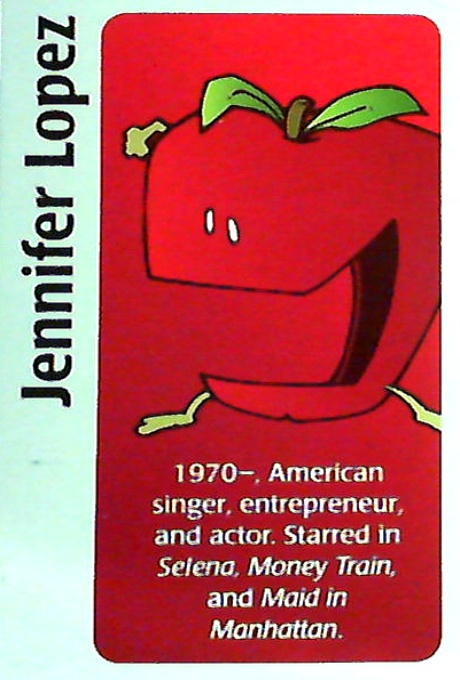 Jennifer Lopez
1970–, American
singer, entrepreneur,
and actor. Starred in
Selena, Money Train,
and Maid in
Manhattan.